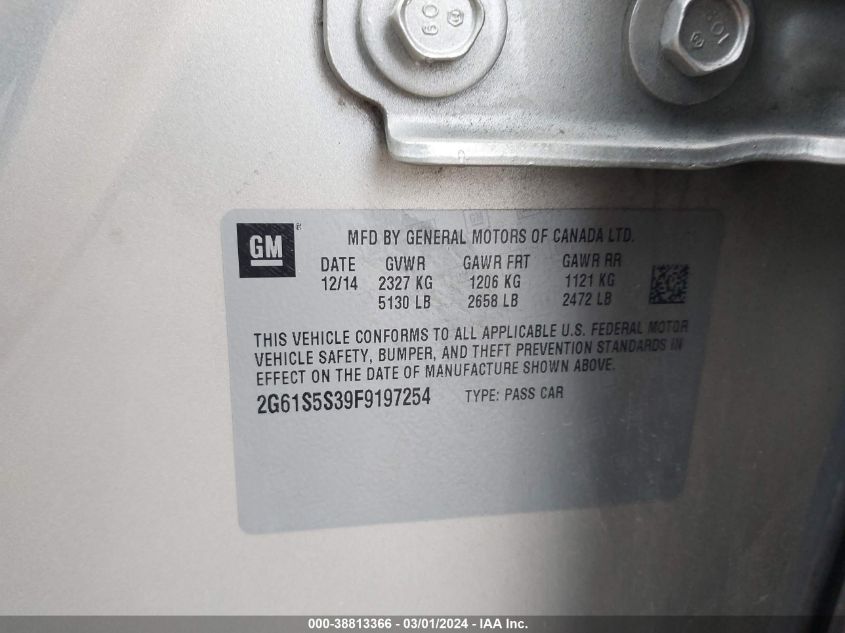 GM ®
MFD BY GENERAL MOTORS OF CANADA LTD.
DATE GVWR GAWR FRT GAWR RR
12/14 2327 KG 1206 KG 1121 KG
5130 LB 2658 LB 2472 LB
THIS VEHICLE CONFORMS TO ALL APPLICABLE U.S. FEDERAL MOTOR
VEHICLE SAFETY, BUMPER, AND THEFT PREVENTION STANDARDS IN
EFFECT ON THE DATE OF MANUFACTURE SHOWN ABOVE.
2G61S5S39F9197254 TYPE: PASS CAR
000-38813366 - 03/01/2024 - IAA Inc.